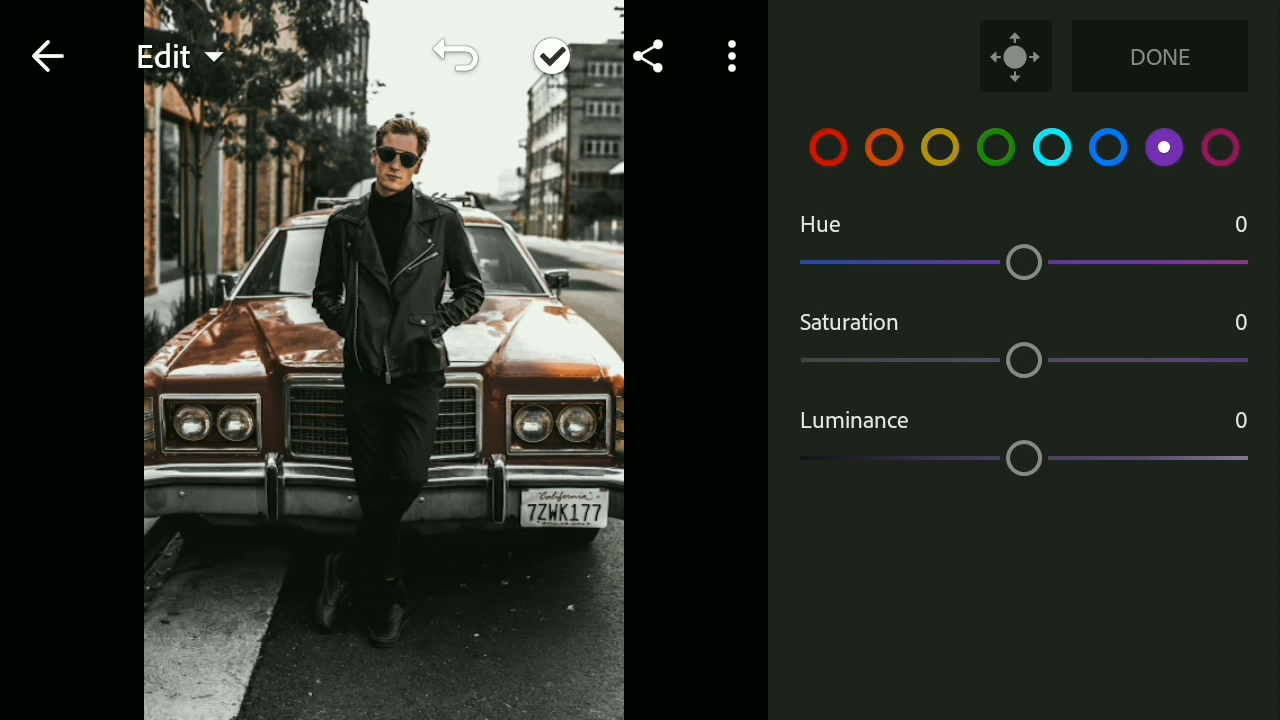 Edit
DONE
Hue 0
Saturation 0
Luminance 0
California
7ZWK177